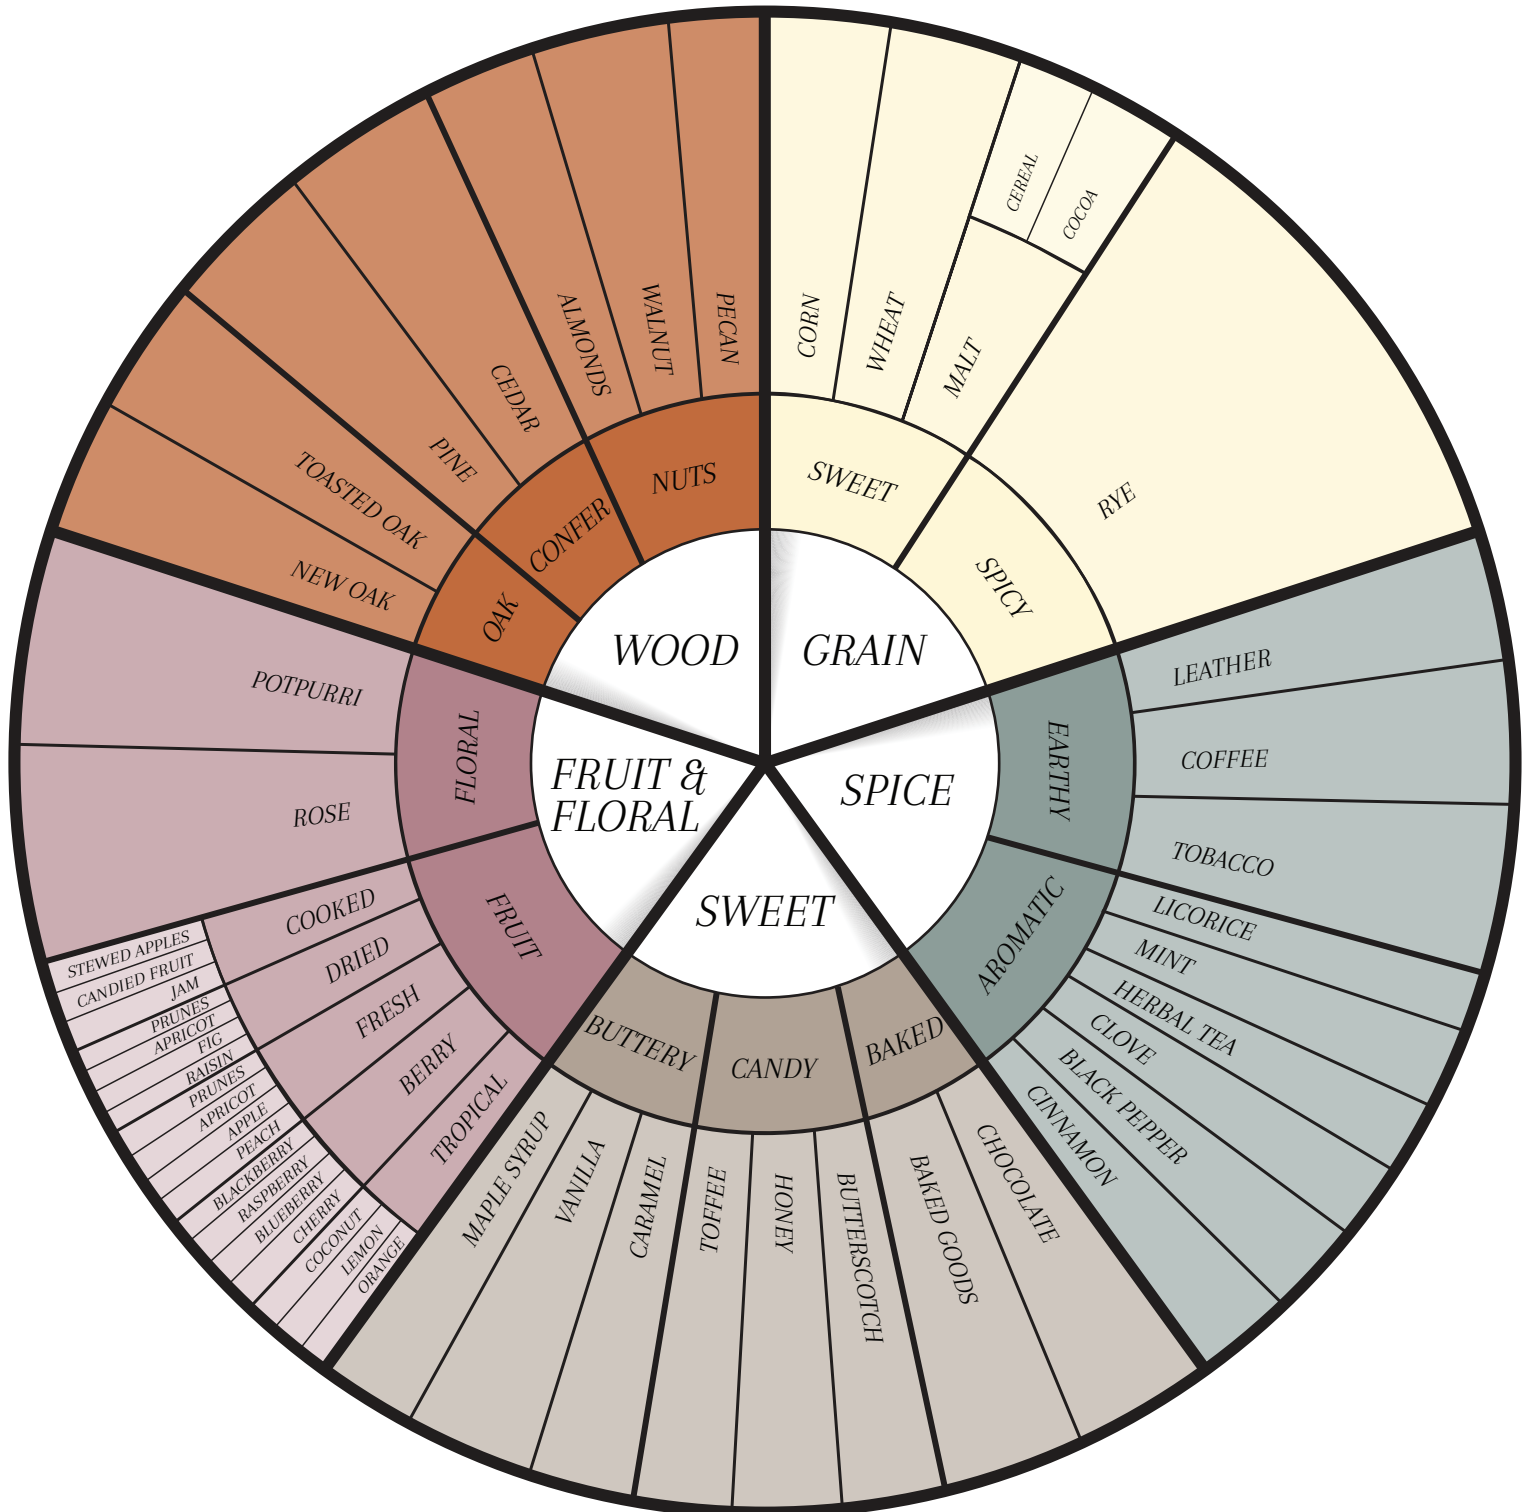 WOOD
GRAIN
SPICE
SWEET
FRUIT &
FLORAL
SWEET
CORN
WHEAT
MALT
CEREAL
COCOA
SPICY
RYE
EARTHY
LEATHER
COFFEE
TOBACCO
AROMATIC
LICORICE
MINT
HERBAL TEA
CLOVE
BLACK PEPPER
CINNAMON
BAKED
CHOCOLATE
BAKED GOODS
CANDY
BUTTERSCOTCH
HONEY
TOFFEE
BUTTERY
CARAMEL
VANILLA
MAPLE SYRUP
FRUIT
TROPICAL
ORANGE
LEMON
COCONUT
BERRY
CHERRY
BLUEBERRY
RASPBERRY
BLACKBERRY
FRESH
PEACH
APPLE
APRICOT
PRUNES
DRIED
RAISIN
FIG
APRICOT
PRUNES
COOKED
JAM
CANDIED FRUIT
STEWED APPLES
FLORAL
ROSE
POTPURRI
OAK
NEW OAK
TOASTED OAK
CONFER
PINE
CEDAR
NUTS
ALMONDS
WALNUT
PECAN